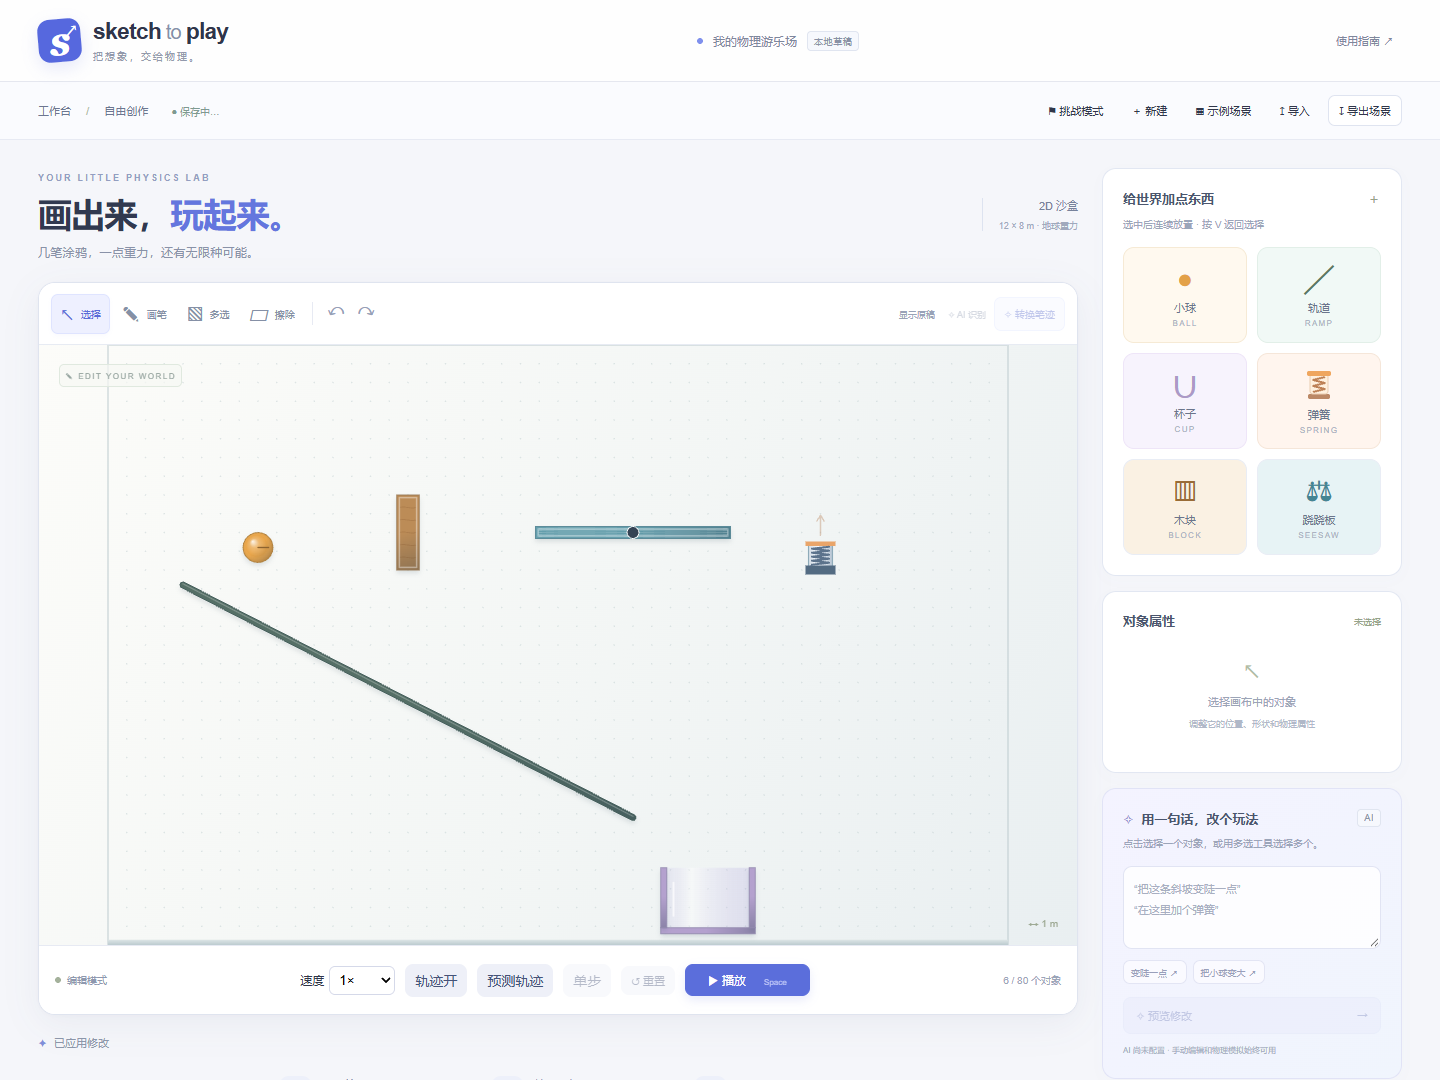 sketch to play
把想象，交给物理。
我的物理游乐场 本地草稿
使用指南 ↗
工作台 / 自由创作 保存中...
挑战模式 + 新建 示例场景 导入 导出场景
YOUR LITTLE PHYSICS LAB
画出来，玩起来。
几笔涂鸦，一点重力，还有无限种可能。
2D 沙盒
12 × 8 m · 地球重力
选择 画笔 多选 擦除
显示原稿 AI 识别 转换笔迹
EDIT YOUR WORLD
↔ 1 m
编辑模式
速度 1× 轨迹开 预测轨迹 单步 ↺ 重置 ▶ 播放 Space
6 / 80 个对象
已应用修改
给世界加点东西 +
选中后连续放置 · 按 V 返回选择
小球
BALL
轨道
RAMP
杯子
CUP
弹簧
SPRING
木块
BLOCK
跷跷板
SEESAW
对象属性 未选择
选择画布中的对象
调整它的位置、形状和物理属性
用一句话，改个玩法 AI
点击选择一个对象，或用多选工具选择多个。
“把这条斜坡变陡一点”
“在这里加个弹簧”
变陡一点 ↗ 把小球变大 ↗
预览修改 →
AI 尚未配置 · 手动编辑和物理模拟始终可用